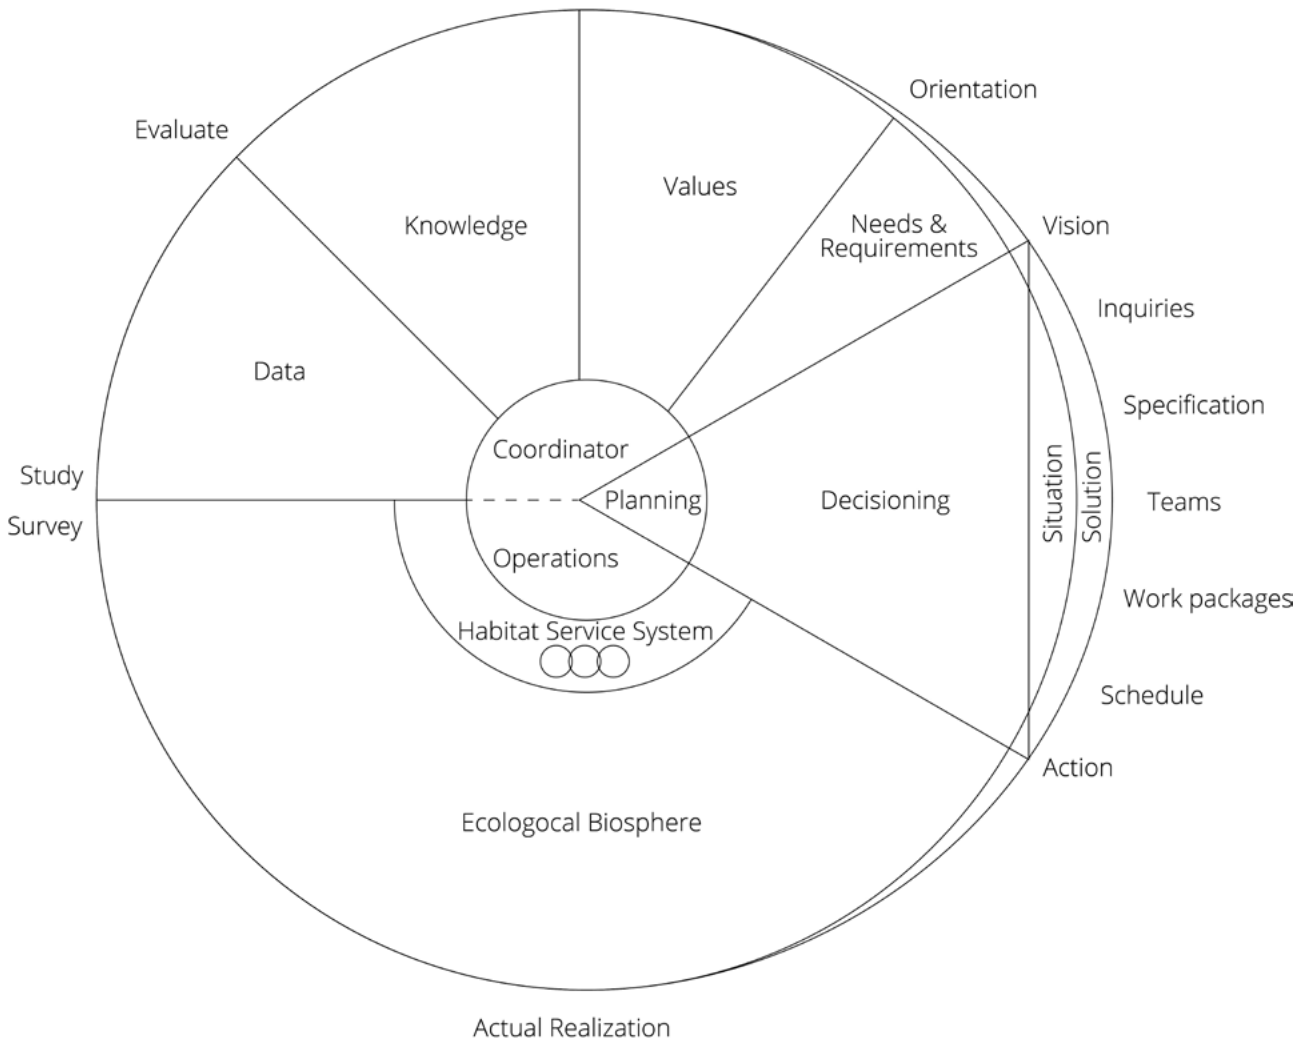 Orientation
Evaluate
Values
Knowledge
Needs &
Requirements
Vision
Inquiries
Data
Specification
Coordinator
Study
Survey
Planning
Decisioning
Situation
Solution
Teams
Operations
Work packages
Habitat Service System
Schedule
Action
Ecologocal Biosphere
Actual Realization